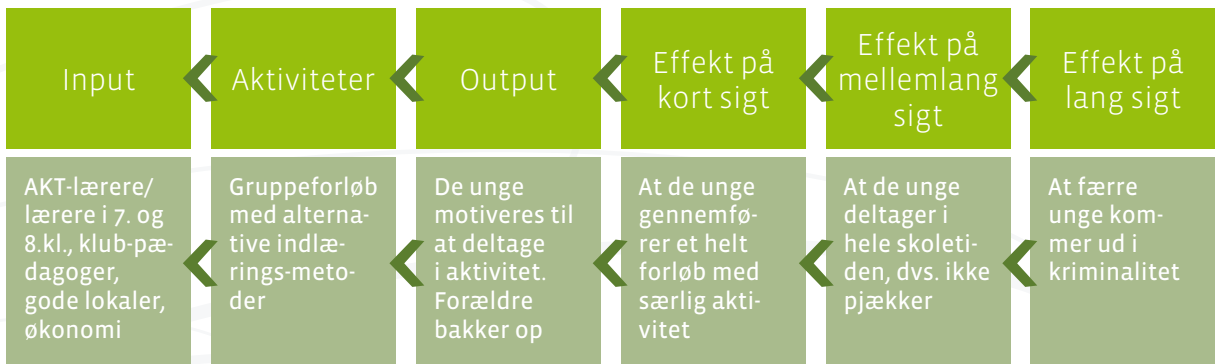 Input
Aktiviteter
Output
Effekt på
kort sigt
Effekt på
mellemlang
sigt
Effekt på
lang sigt
AKT-lærere/
lærere i 7. og
8.kl., klub-pæ-
dagoger,
gode lokaler,
økonomi
Gruppeforløb
med alterna-
tive indlæ-
rings-meto-
der
De unge
motiveres til
at deltage
i aktivitet.
Forældre
bakker op
At de unge
gennemfø-
rer et helt
forløb med
særlig akti-
vitet
At de unge
deltager i
hele skoleti-
den, dvs. ikke
pjækker
At færre
unge kom-
mer ud i
kriminalitet